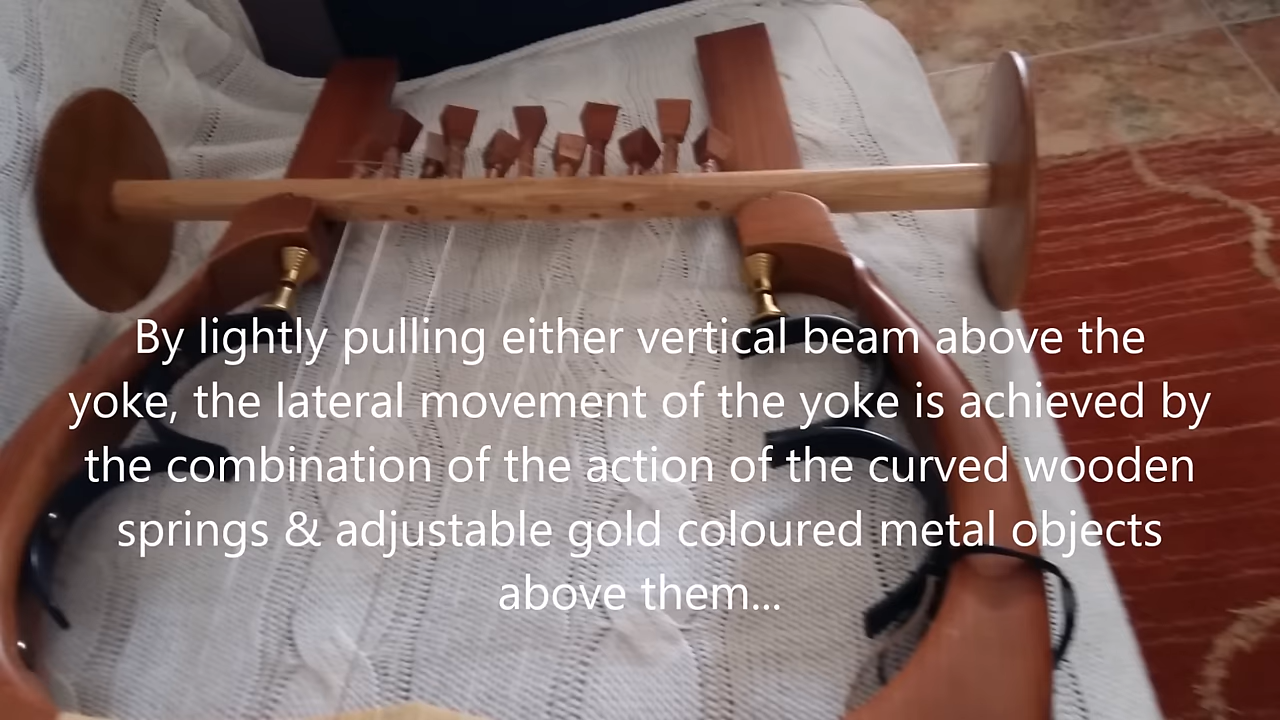 By lightly pulling either vertical beam above the
yoke, the lateral movement of the yoke is achieved by
the combination of the action of the curved wooden
springs & adjustable gold coloured metal objects
above them...